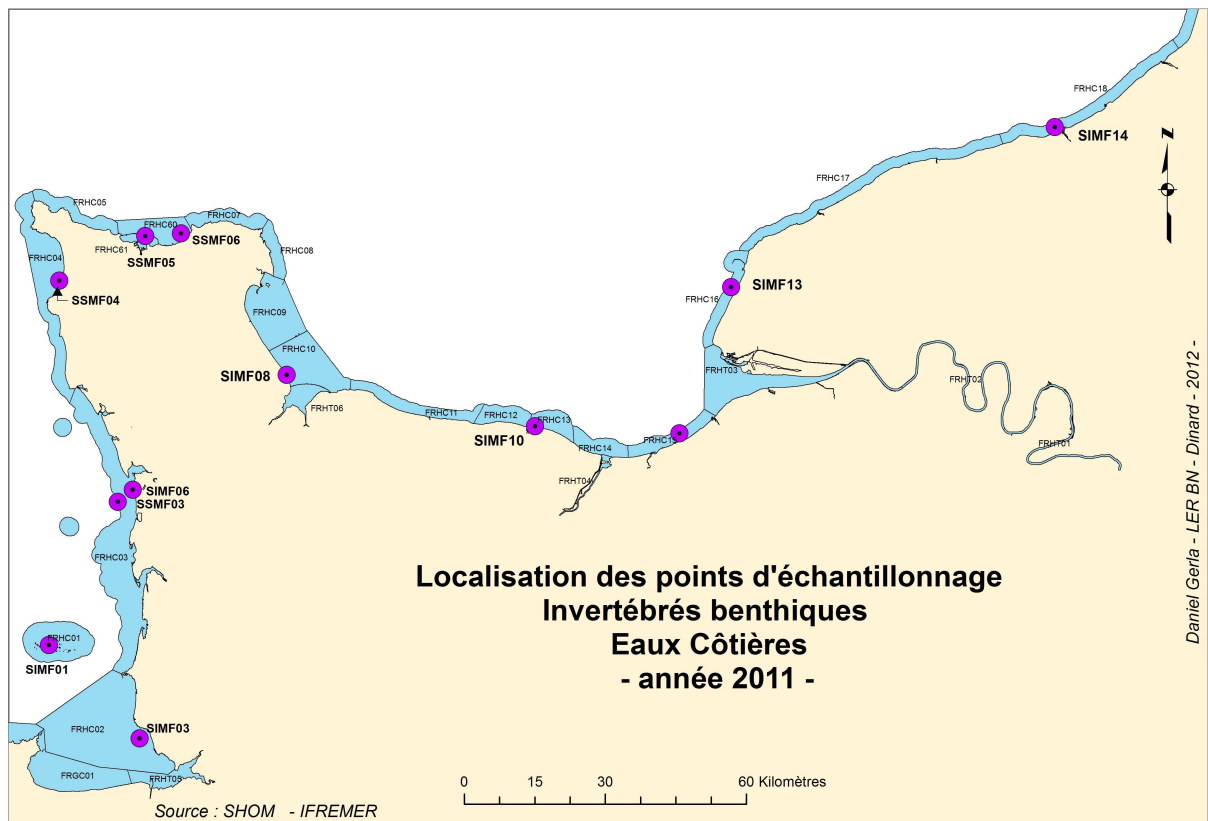 FRHC18
SIMF14
FRHC17
N
FRHC05
FRHC07
FRHC60
SSMF06
FRHC61
SSMF05
FRHC08
FRHC04
SSMF04
SIMF13
FRHC16
FRHC09
FRHC10
SIMF08
FRHT03
FRHT02
FRHT06
FRHC11
FRHC12
FRHC13
SIMF10
FRHC14
FRHC15
FRHT01
FRHT04
SIMF06
SSMF03
FRHC03
Localisation des points d'échantillonnage
Invertébrés benthiques
Eaux Côtières
- année 2011 -
FRHC01
SIMF01
FRHC02
SIMF03
FRGC01
FRHT05
0 15 30 60 Kilomètres
Source : SHOM - IFREMER
Daniel Gerla - LER BN - Dinard - 2012 -